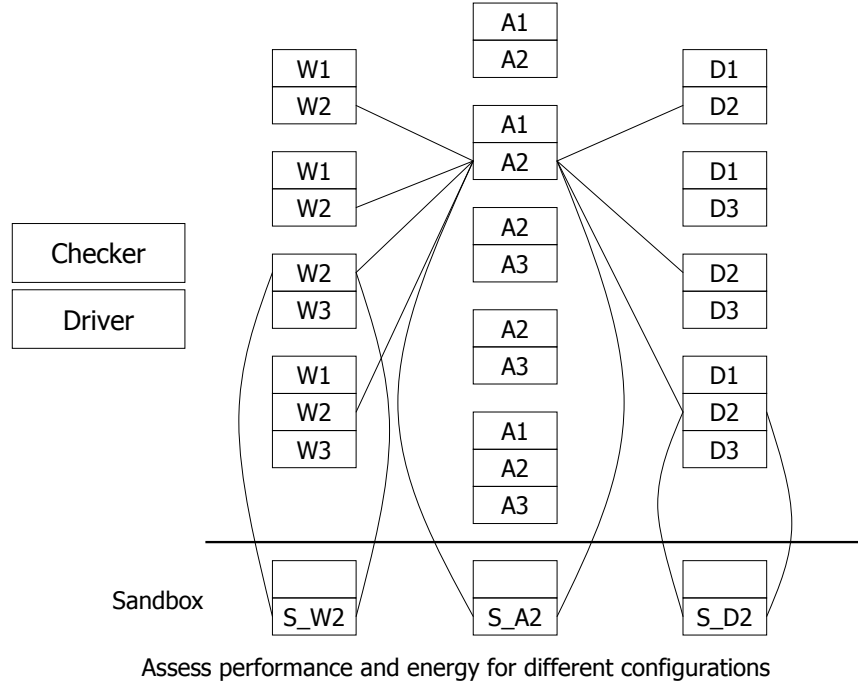 Checker
Driver
W1
W2
W1
W2
W2
W3
W1
W2
W3
A1
A2
A1
A2
A2
A3
A2
A3
A1
A2
A3
D1
D2
D1
D3
D2
D3
D1
D2
D3
Sandbox
S_W2
S_A2
S_D2
Assess performance and energy for different configurations